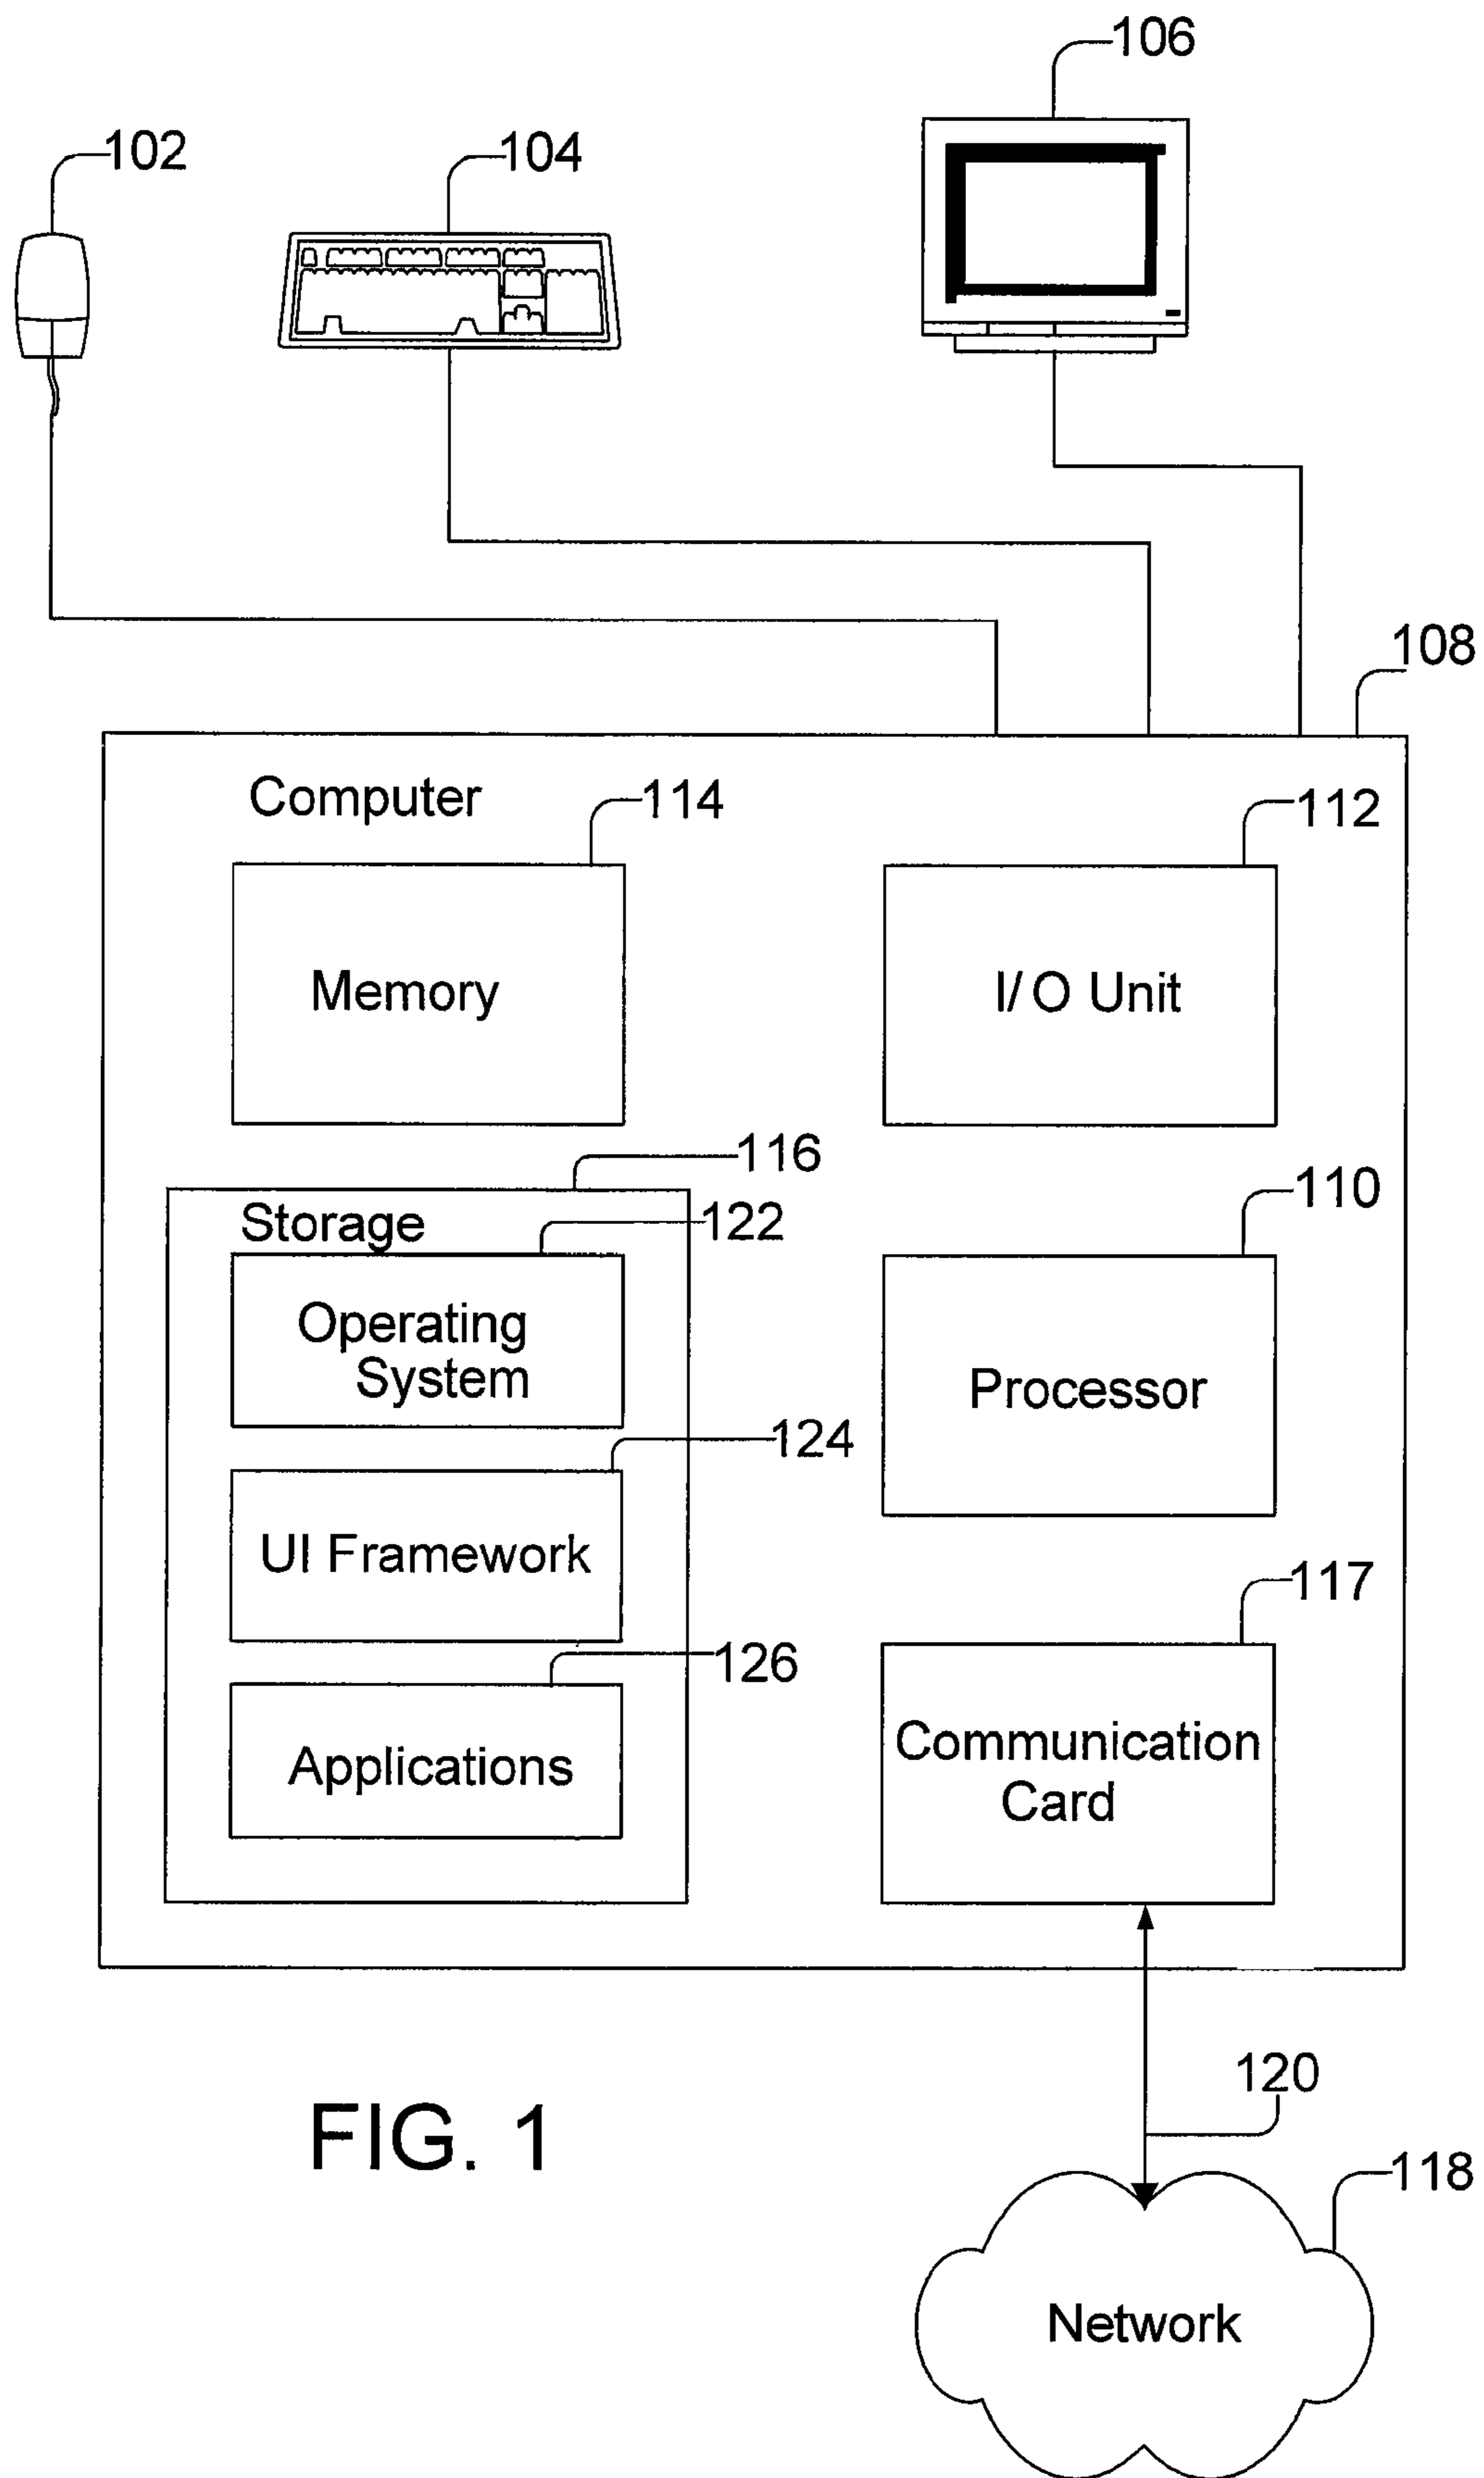 106
102
104
108
Computer
114
112
Memory
I/O Unit
116
110
Storage
122
Operating
System
Processor
124
UI Framework
117
126
Applications
Communication
Card
120
FIG. 1
118
Network